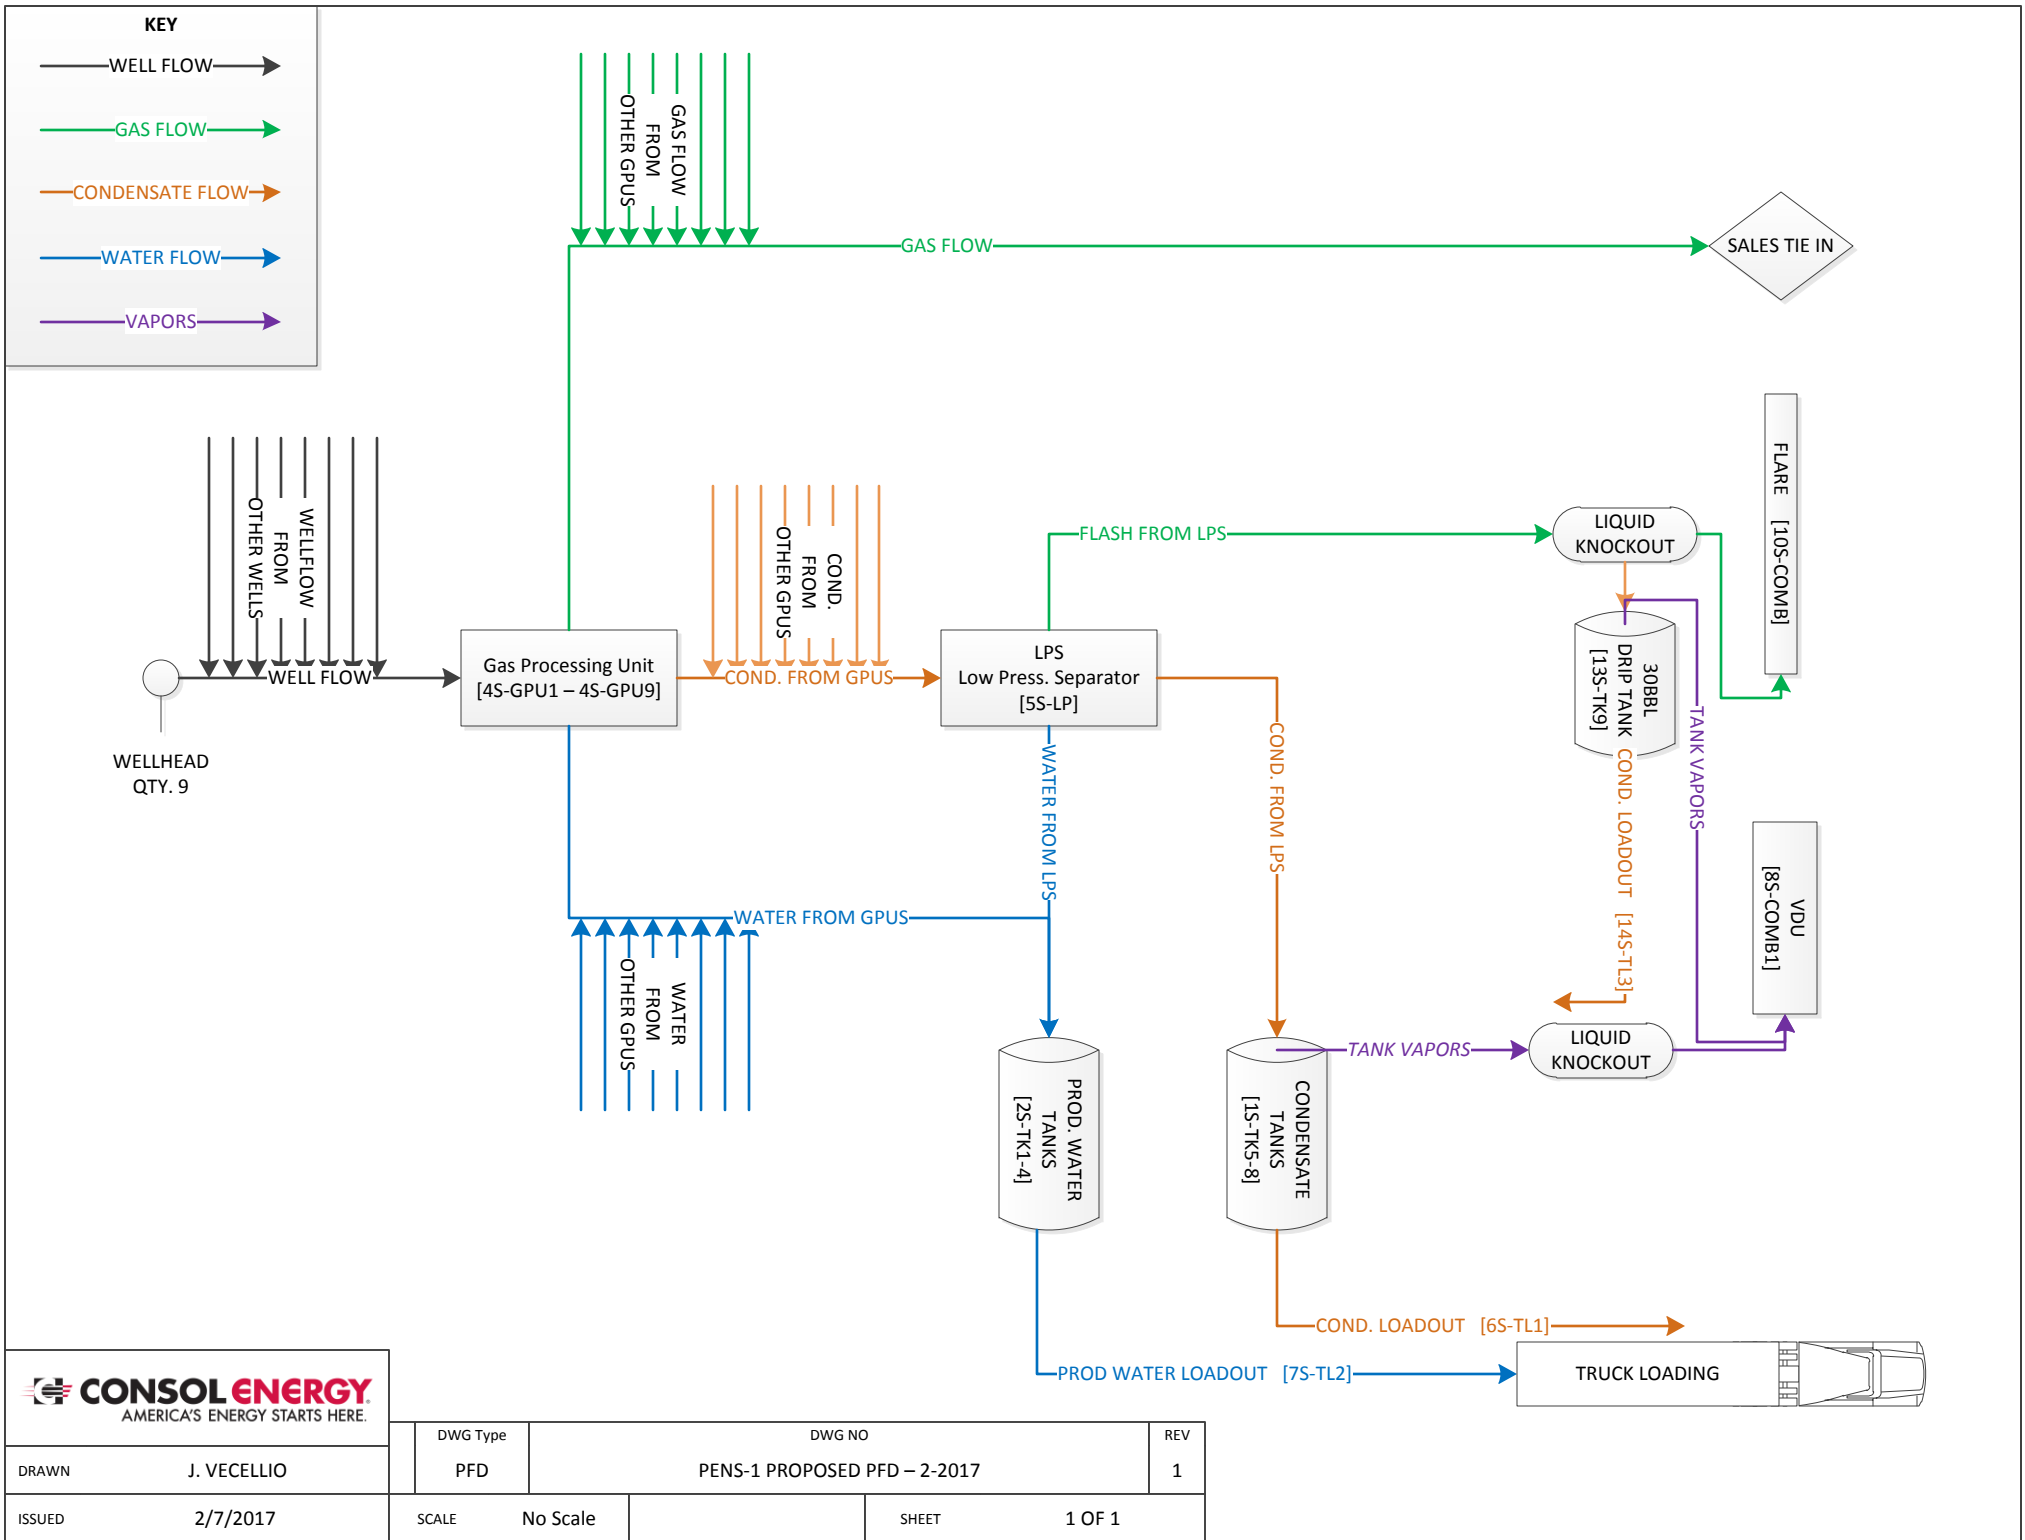 KEY
WELL FLOW
GAS FLOW
CONDENSATE FLOW
WATER FLOW
VAPORS
GAS FLOW
FROM
OTHER GPUS
GAS FLOW
SALES TIE IN
WELLFLOW
FROM
OTHER WELLS
WELL FLOW
WELLHEAD
QTY. 9
Gas Processing Unit
[4S-GPU1 – 4S-GPU9]
COND.
FROM
OTHER GPUS
COND. FROM GPUS
LPS
Low Press. Separator
[5S-LP]
FLASH FROM LPS
LIQUID
KNOCKOUT
FLARE [10S-COMB]
30BBL
DRIP TANK
[13S-TK9]
TANK VAPORS
COND. LOADOUT [14S-TL3]
WATER FROM LPS
COND. FROM LPS
VDU
[8S-COMB1]
WATER FROM GPUS
WATER
FROM
OTHER GPUS
TANK VAPORS
LIQUID
KNOCKOUT
PROD. WATER
TANKS
[2S-TK1-4]
CONDENSATE
TANKS
[1S-TK5-8]
COND. LOADOUT [6S-TL1]
PROD WATER LOADOUT [7S-TL2]
TRUCK LOADING
CONSOL ENERGY
AMERICA'S ENERGY STARTS HERE.
DRAWN J. VECELLIO
ISSUED 2/7/2017
DWG Type
PFD
DWG NO
PENS-1 PROPOSED PFD – 2-2017
REV
1
SCALE No Scale
SHEET 1 OF 1